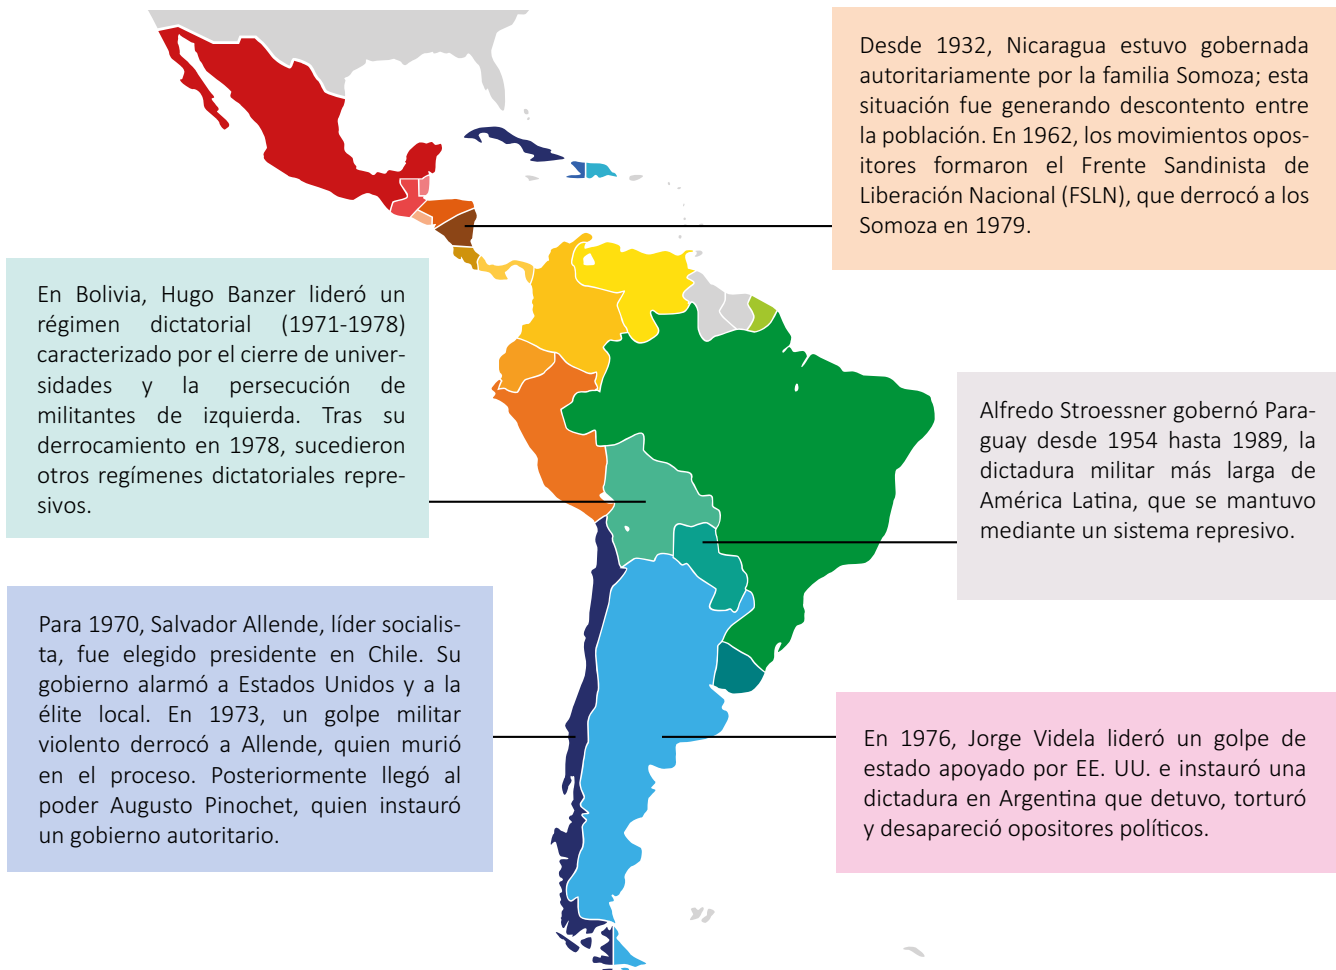 Desde 1932, Nicaragua estuvo gobernada
autoritariamente por la familia Somoza; esta
situación fue generando descontento entre
la población. En 1962, los movimientos opos-
itores formaron el Frente Sandinista de
Liberación Nacional (FSLN), que derrocó a los
Somoza en 1979.
En Bolivia, Hugo Banzer lideró un
régimen dictatorial (1971-1978)
caracterizado por el cierre de univer-
sidades y la persecución de
militantes de izquierda. Tras su
derrocamiento en 1978, sucedieron
otros regímenes dictatoriales repre-
sivos.
Alfredo Stroessner gobernó Para-
guay desde 1954 hasta 1989, la
dictadura militar más larga de
América Latina, que se mantuvo
mediante un sistema represivo.
Para 1970, Salvador Allende, líder socialis-
ta, fue elegido presidente en Chile. Su
gobierno alarmó a Estados Unidos y a la
élite local. En 1973, un golpe militar
violento derrocó a Allende, quien murió
en el proceso. Posteriormente llegó al
poder Augusto Pinochet, quien instauró
un gobierno autoritario.
En 1976, Jorge Videla lideró un golpe de
estado apoyado por EE. UU. e instauró una
dictadura en Argentina que detuvo, torturó
y desapareció opositores políticos.